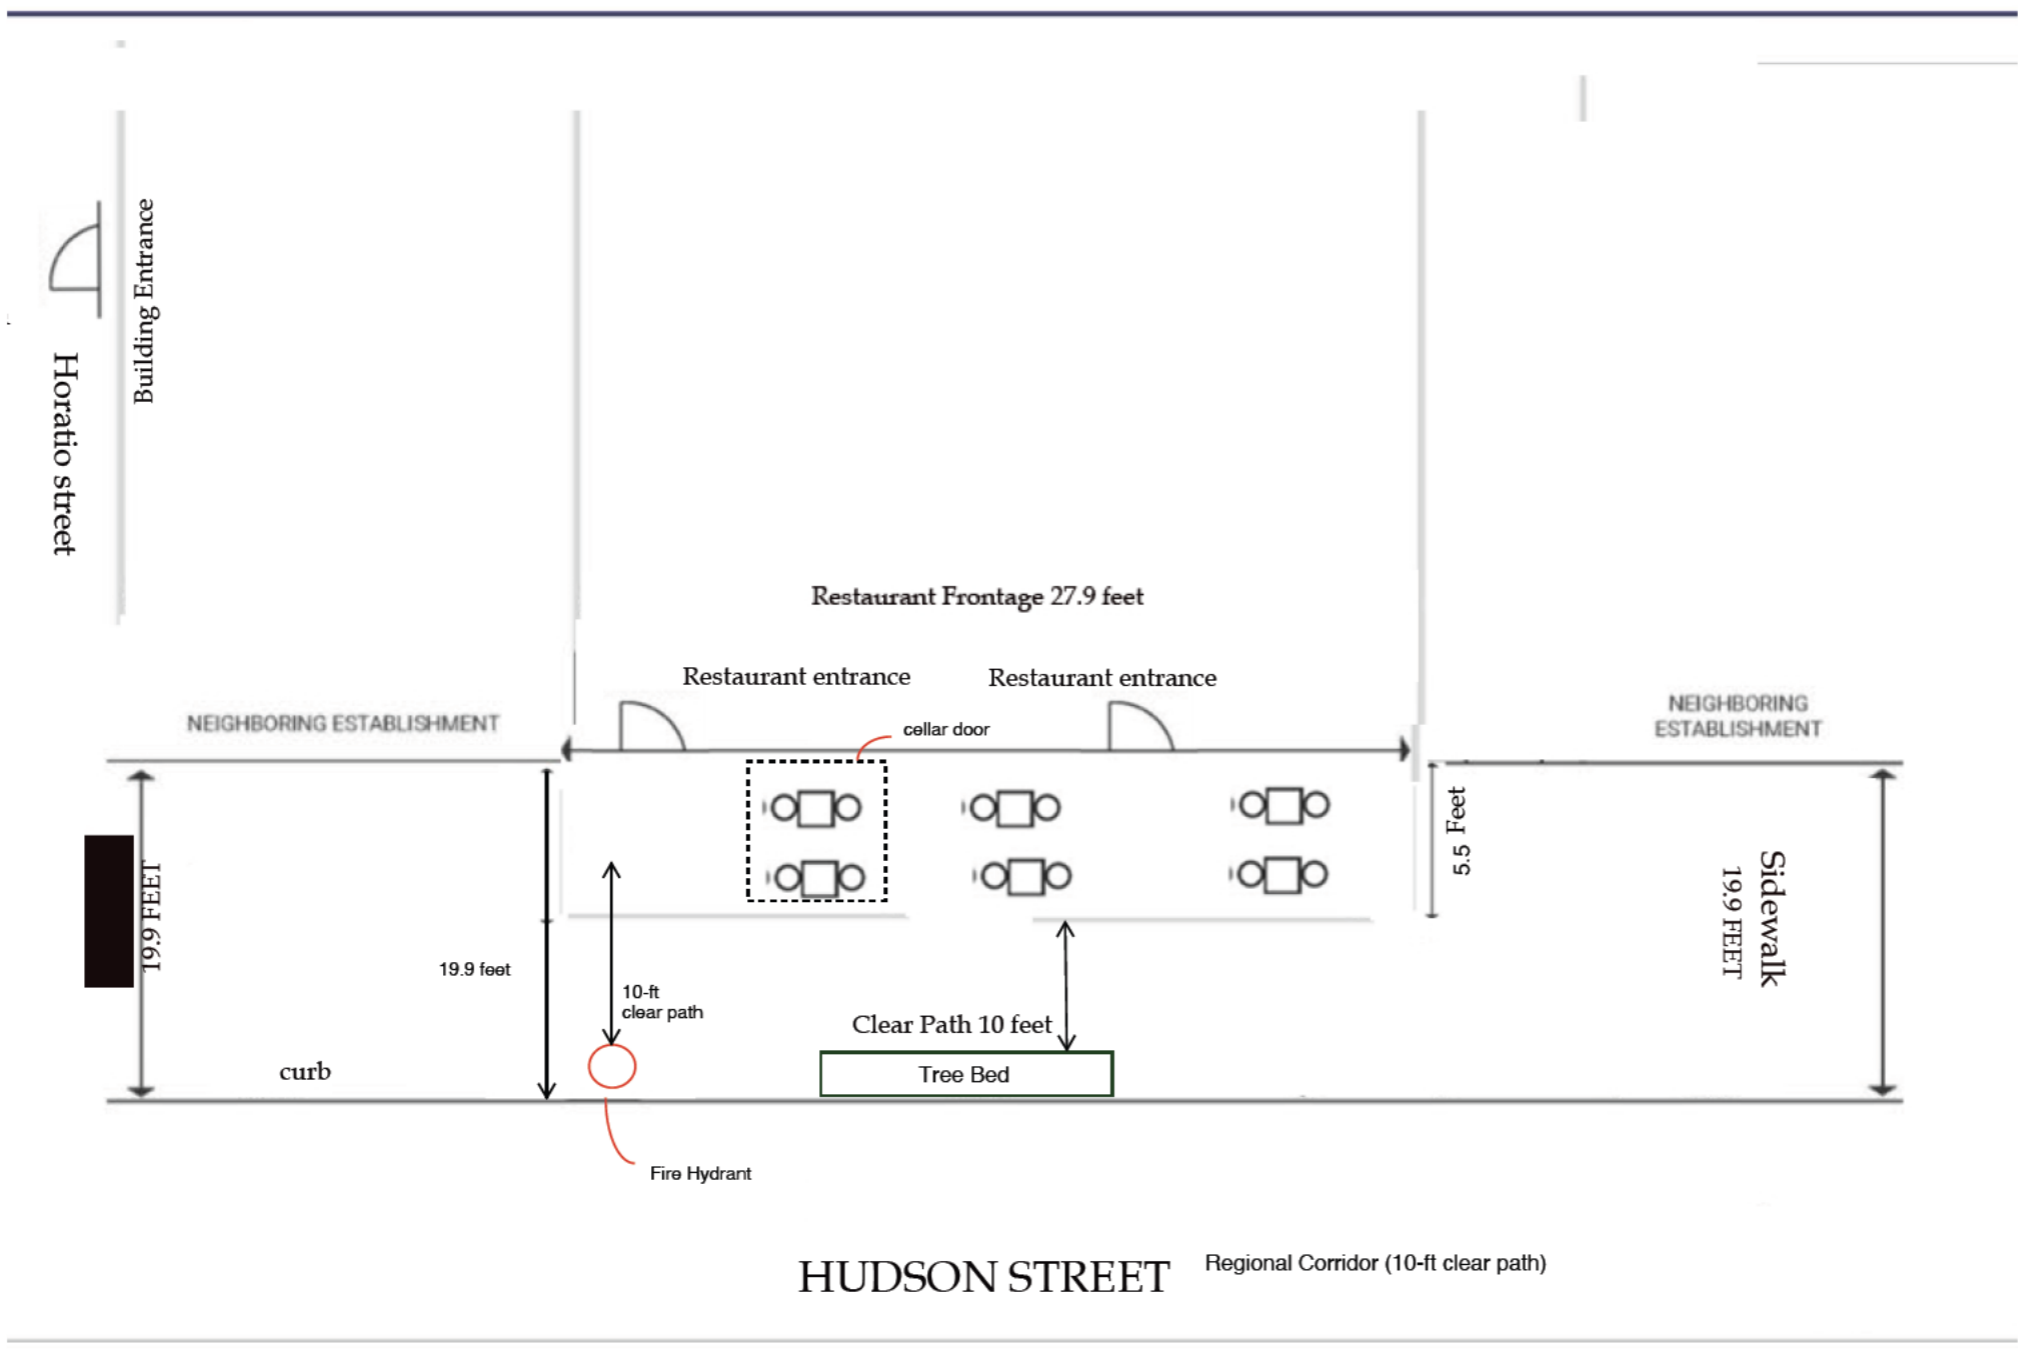 Building Entrance
Horatio street
Restaurant Frontage 27.9 feet
Restaurant entrance
Restaurant entrance
cellar door
NEIGHBORING ESTABLISHMENT
NEIGHBORING
ESTABLISHMENT
5.5 Feet
19.9 FEET
Sidewalk
19.9 FEET
19.9 feet
10-ft
clear path
Clear Path 10 feet
Tree Bed
curb
Fire Hydrant
HUDSON STREET
Regional Corridor (10-ft clear path)